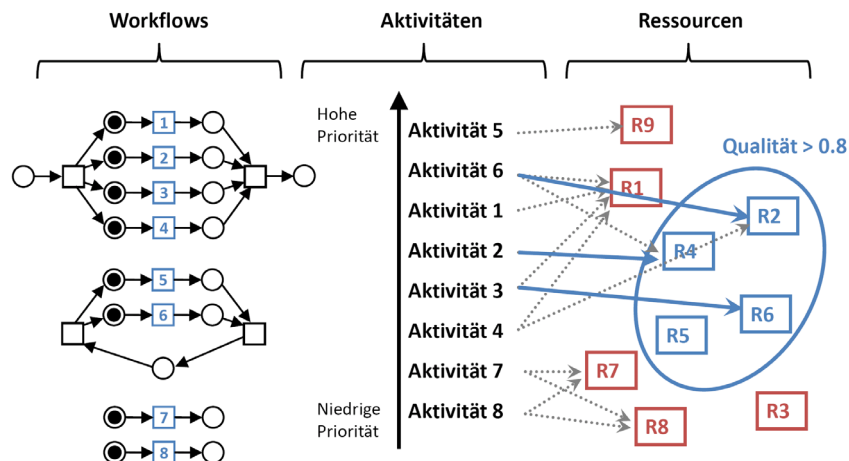 Workflows
Aktivitäten
Ressourcen
1
2
3
4
5
6
7
8
Hohe
Priorität
Niedrige
Priorität
Aktivität 5
Aktivität 6
Aktivität 1
Aktivität 2
Aktivität 3
Aktivität 4
Aktivität 7
Aktivität 8
Qualität > 0.8
R9
R1
R2
R4
R6
R5
R7
R3
R8